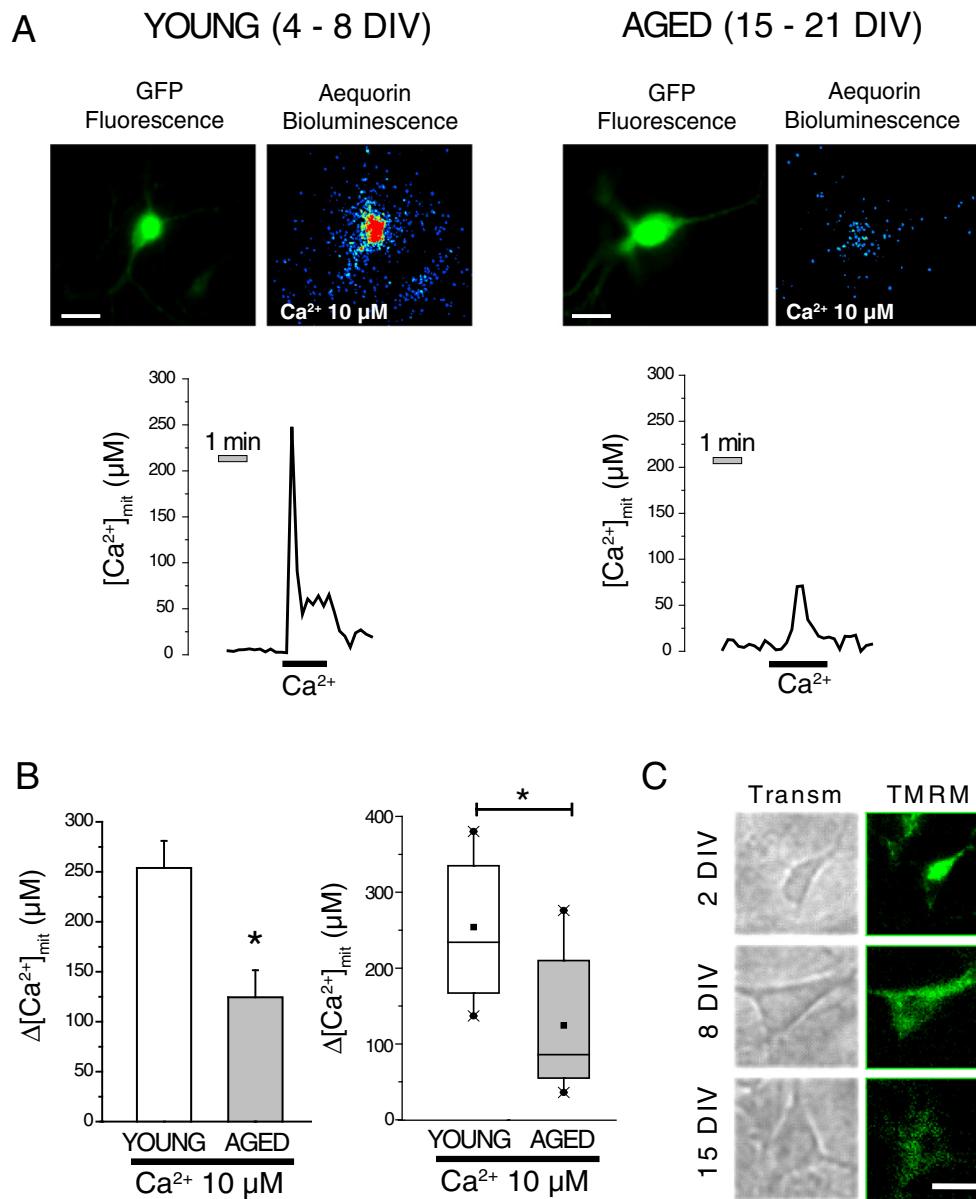 A
YOUNG (4 - 8 DIV)
AGED (15 - 21 DIV)
GFP
Fluorescence
Aequorin
Bioluminescence
GFP
Fluorescence
Aequorin
Bioluminescence
Ca²⁺ 10 µM
Ca²⁺ 10 µM
[Ca²⁺]mit (µM)
300
250
200
150
100
50
0
1 min
Ca²⁺
[Ca²⁺]mit (µM)
300
250
200
150
100
50
0
1 min
Ca²⁺
B
Δ[Ca²⁺]mit (µM)
300
250
200
150
100
50
0
*
YOUNG AGED
Ca²⁺ 10 µM
Δ[Ca²⁺]mit (µM)
400
300
200
100
0
*
YOUNG AGED
Ca²⁺ 10 µM
C
Transm TMRM
2 DIV
8 DIV
15 DIV